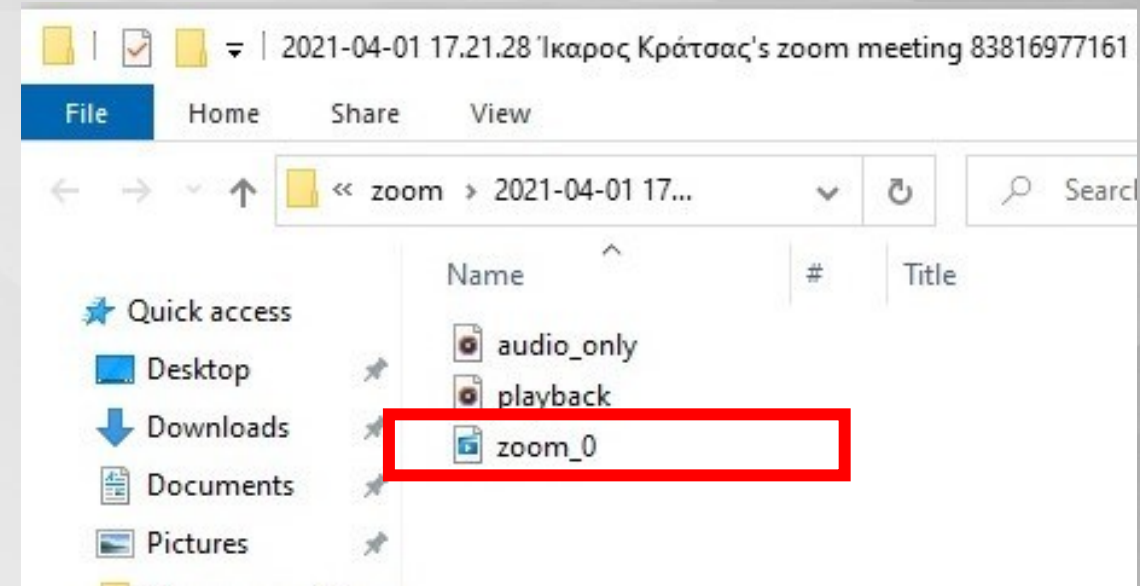 2021-04-01 17.21.28 Ίκαρος Κράτσας's zoom meeting 83816977161
File Home Share View
« zoom > 2021-04-01 17...
Name # Title
Quick access
audio_only
Desktop
playback
Downloads
zoom_0
Documents
Pictures